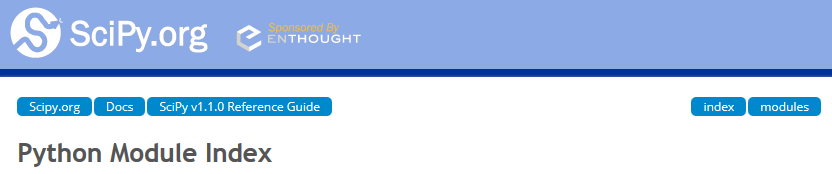 SciPy.org
Sponsored By
ENTHOUGHT
Scipy.org Docs SciPy v1.1.0 Reference Guide index modules
Python Module Index